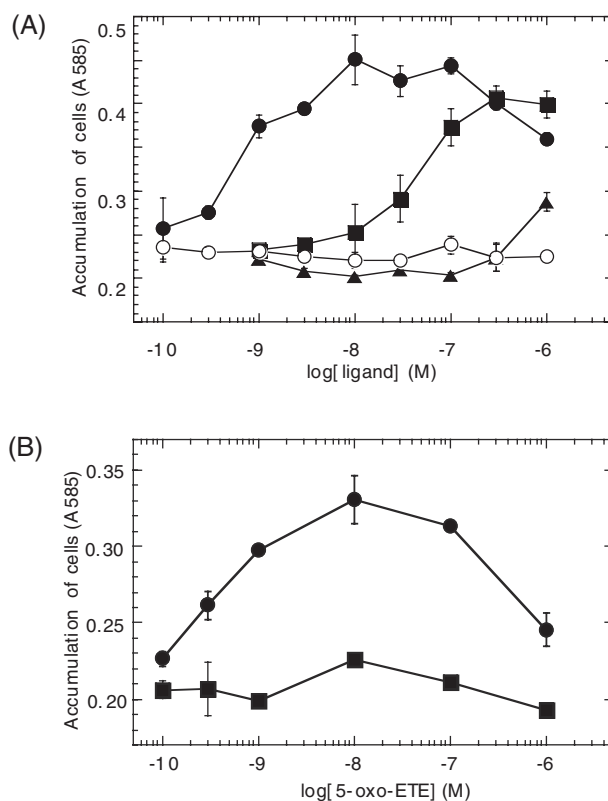 (A)
Accumulation of cells (A585)
0.5
0.4
0.3
0.2
-10 -9 -8 -7 -6
log[ligand] (M)
(B)
Accumulation of cells (A585)
0.35
0.30
0.25
0.20
-10 -9 -8 -7 -6
log[5-oxo-ETE] (M)